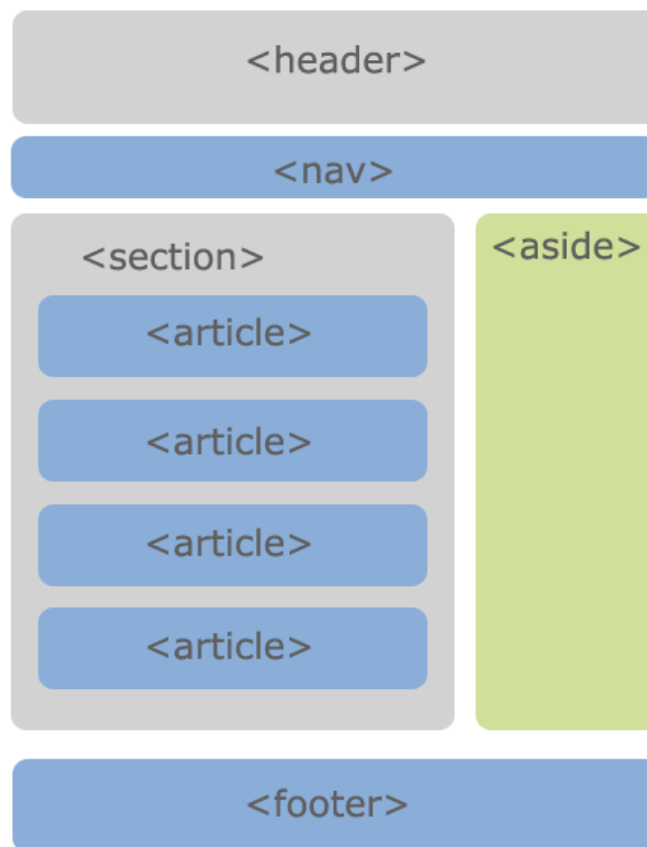 <header>
<nav>
<section>
<article>
<article>
<article>
<article>
<aside>
<footer>